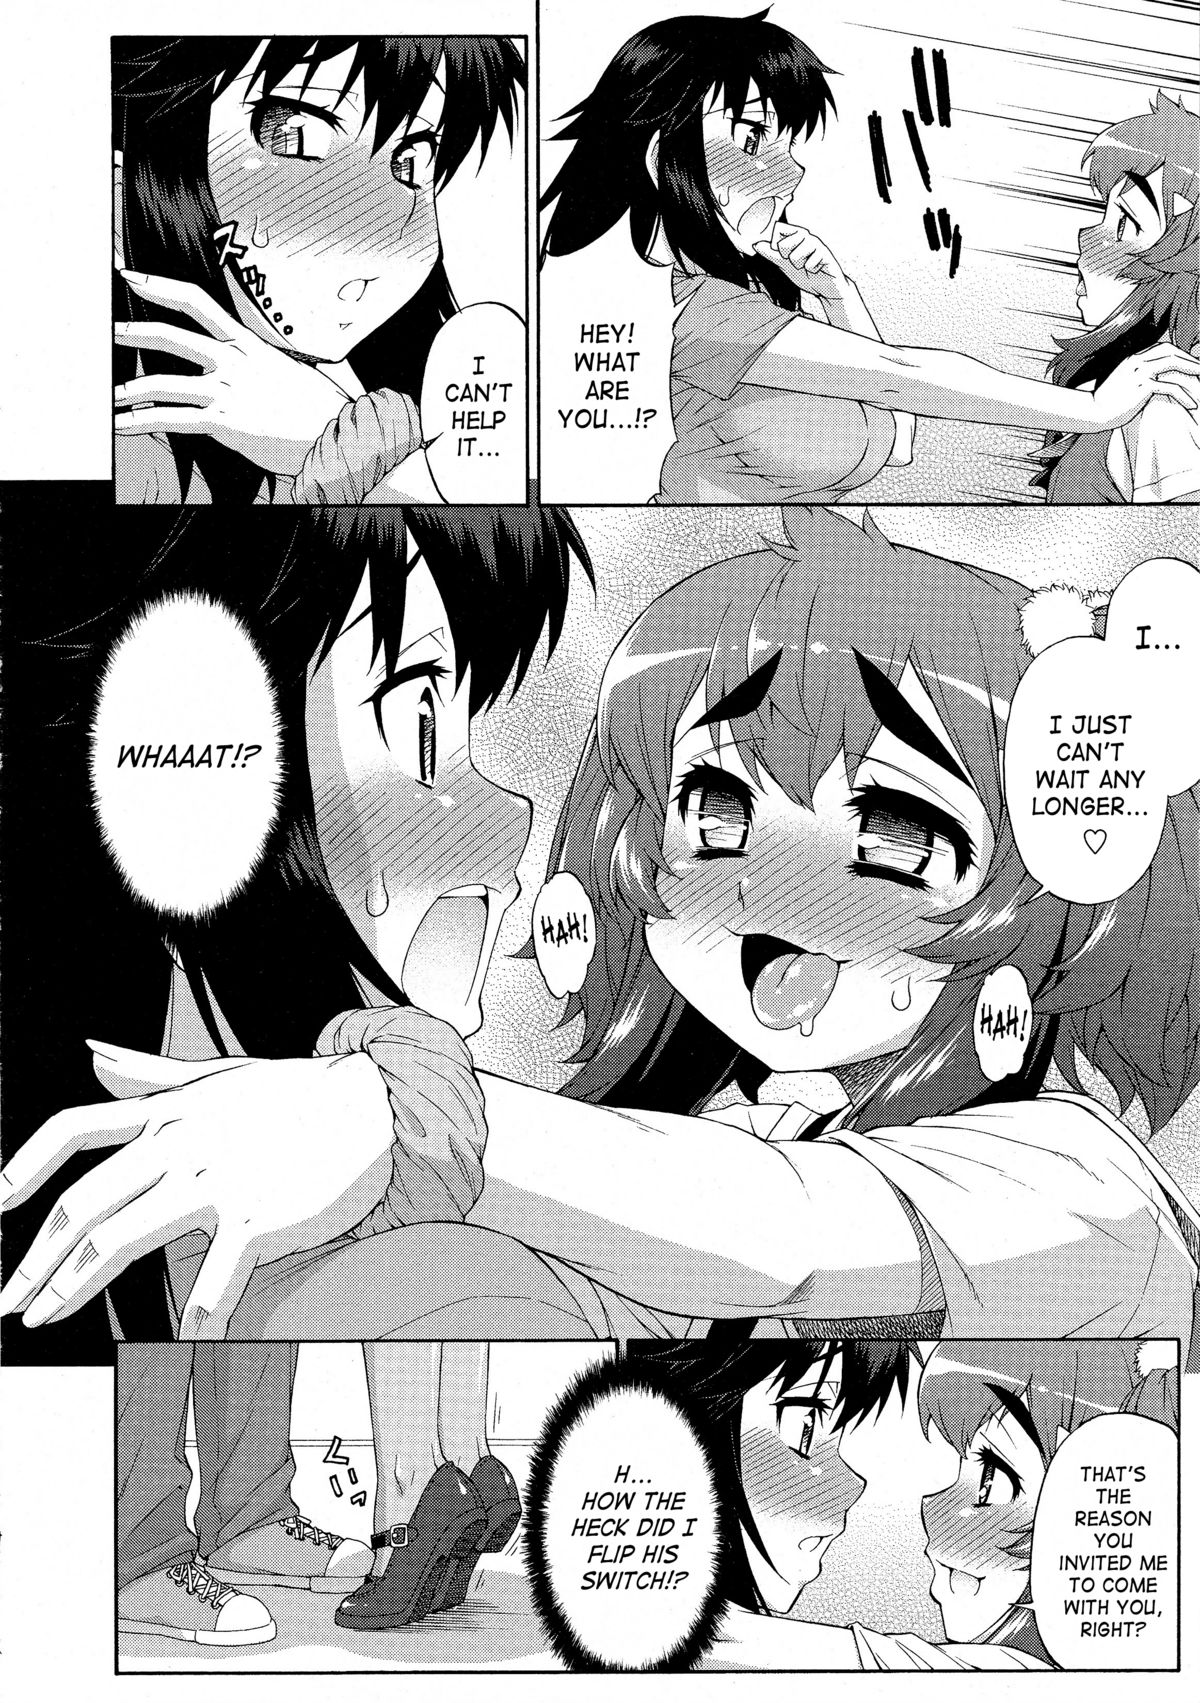 HEY!
WHAT
ARE
YOU...!?
I
CAN'T
HELP
IT...
I...
I JUST
CAN'T
WAIT ANY
LONGER...
♡
HAH!
HAH!
WHAAAT!?
THAT'S
THE
REASON
YOU
INVITED ME
TO COME
WITH YOU,
RIGHT?
H...
HOW THE
HECK DID I
FLIP HIS
SWITCH!?